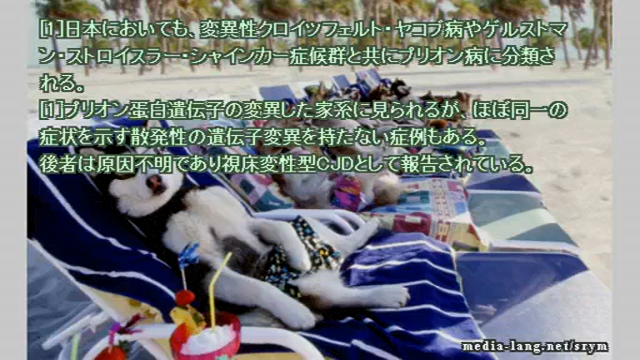 [1]日本においても、変異性クロイツフェルト・ヤコブ病やゲルストマ
ン・ストロイスラー・シャインカー症候群と共にプリオン病に分類さ
れる。
[1]プリオン蛋白遺伝子の変異した家系に見られるが、ほぼ同一の
症状を示す散発性の遺伝子変異を持たない症例もある。
後者は原因不明であり視床変性型CJDとして報告されている。
media-lang.net/srym